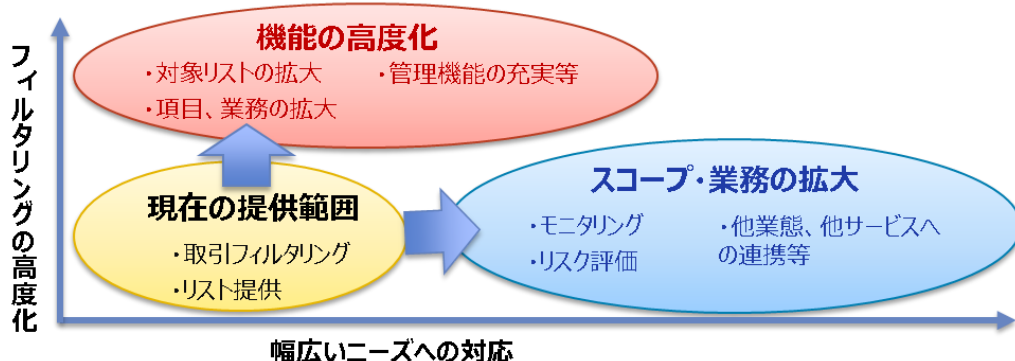 フィルタリングの高度化
機能の高度化
・対象リストの拡大 ・管理機能の充実等
・項目、業務の拡大
現在の提供範囲
・取引フィルタリング
・リスト提供
スコープ・業務の拡大
・モニタリング
・リスク評価
・他業態、他サービスへ
の連携等
幅広いニーズへの対応